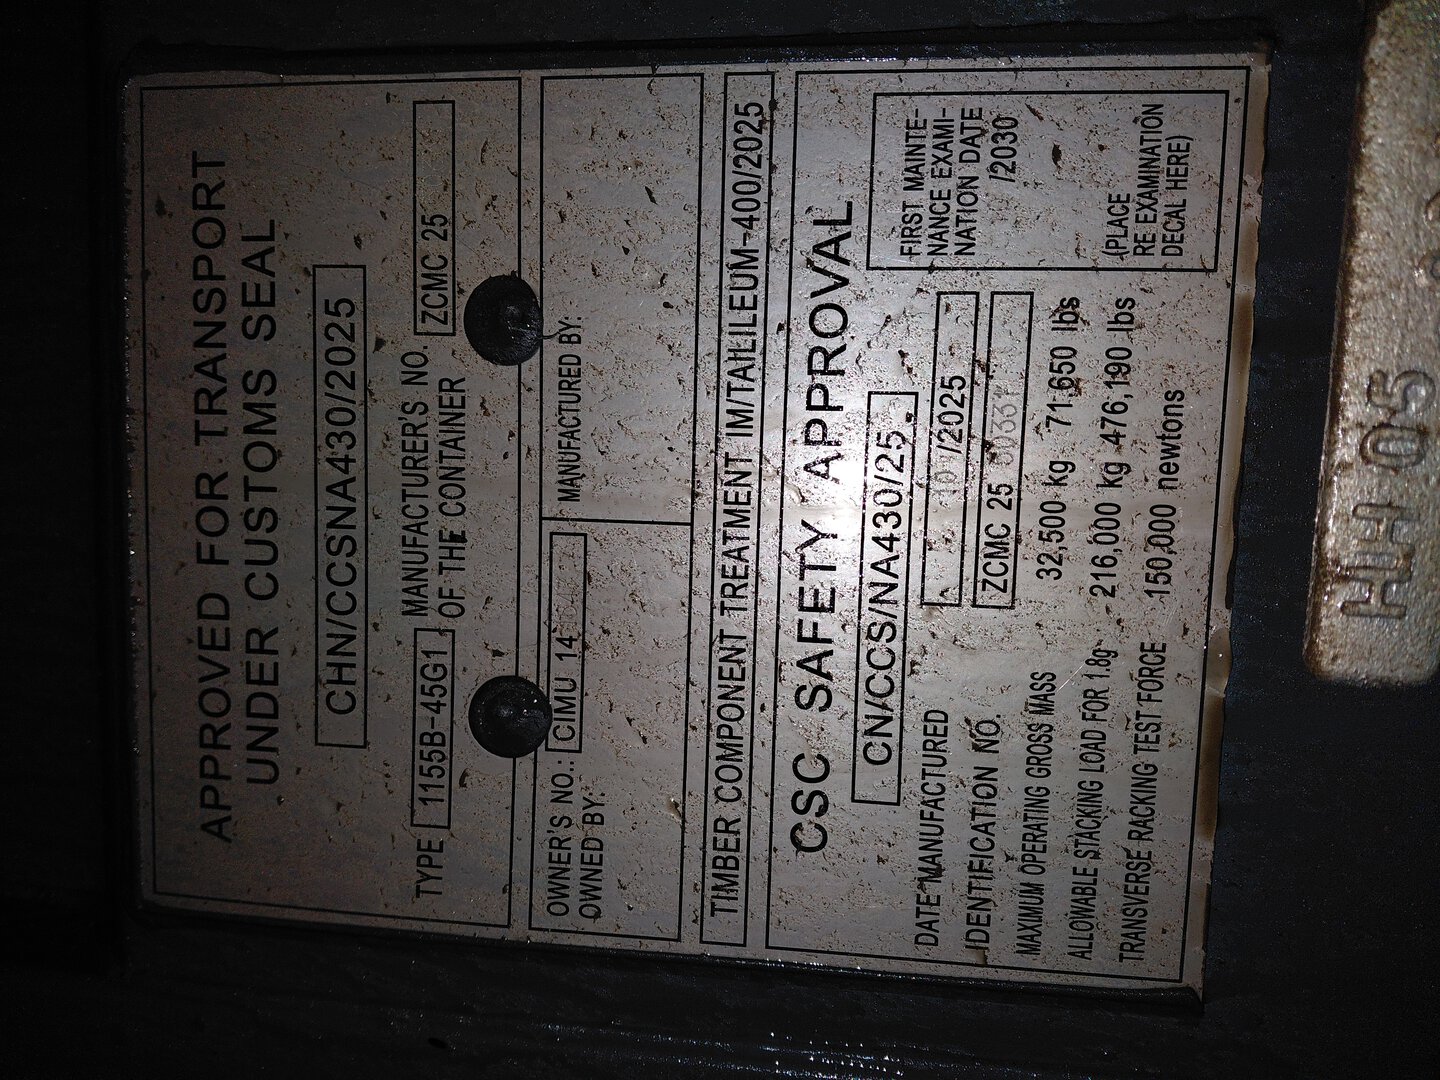 APPROVED FOR TRANSPORT
UNDER CUSTOMS SEAL
CHN/CCSNA430/2025
TYPE 1155B-45G1 MANUFACTURER'S NO. ZCMC 25
OF THE CONTAINER
OWNER'S NO.: CIMU 14
OWNED BY:
MANUFACTURED BY:
TIMBER COMPONENT TREATMENT IM/TAILILEUM-400/2025
CSC SAFETY APPROVAL
CN/CCS/NA430/25
DATE MANUFACTURED 10 /2025
IDENTIFICATION NO. ZCMC 25
MAXIMUM OPERATING GROSS MASS 32,500 kg 71,650 lbs
ALLOWABLE STACKING LOAD FOR 1.8g 216,000 kg 476,190 lbs
TRANSVERSE RACKING TEST FORCE 150,000 newtons
FIRST MAINTE-
NANCE EXAMI-
NATION DATE
/2030
(PLACE
RE-EXAMINATION
DECAL HERE)
HH 05